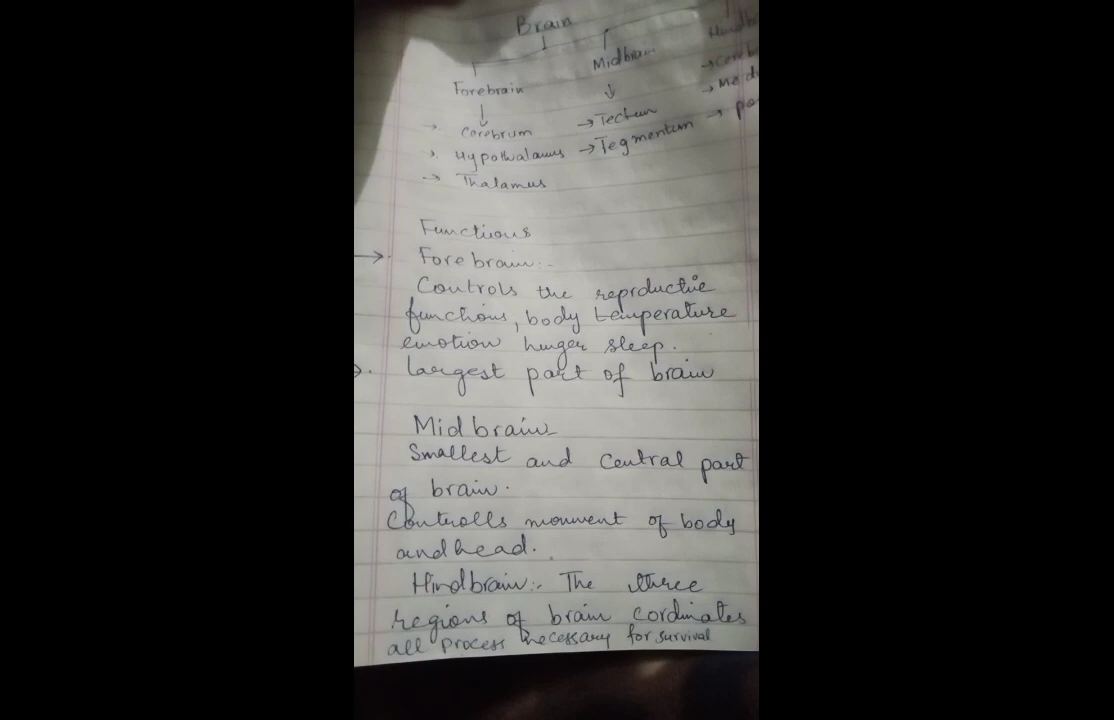 Brain
Forebrain
Midbrain
→ Cerebrum
→ Hypothalamus
→ Thalamus
→ Tectum
→ Tegmentum
→
→
→
Functions
→ Forebrain:-
Controls the reproductie
functions, body temperature
emotion hunger sleep.
largest part of brain
Midbrain-
Smallest and central part
of brain.
Controlls movment of body
and head.
Hindbrain:- The three
regions of brain cordinates
all process necessary for survival